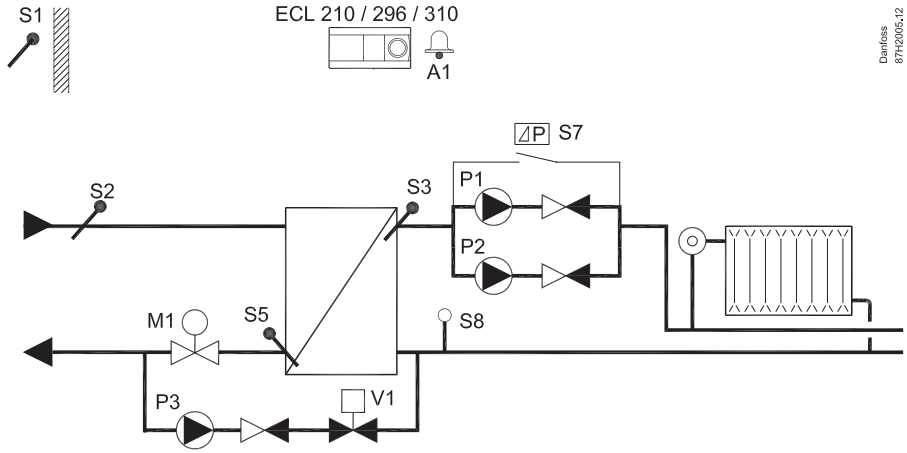 S1
ECL 210 / 296 / 310
A1
Danfoss
87H2005.12
⊿P S7
S2
S3
P1
P2
M1
S5
S8
P3
V1